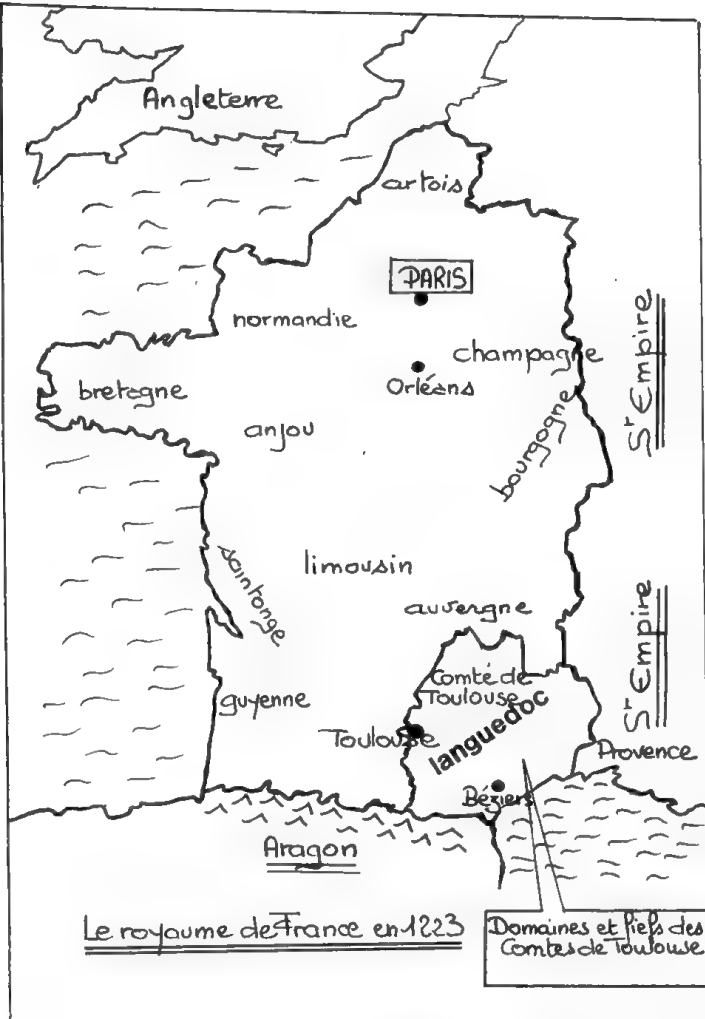 Angleterre
artois
PARIS
normandie
champagne
Orléans
bretagne
anjou
bourgogne
St Empire
limousin
saintonge
auvergne
St Empire
Comté de
Toulouse
guyenne
Toulouse
languedoc
Provence
Béziers
Aragon
Le royaume de France en 1223
Domaines et fiefs des
Comtes de Toulouse